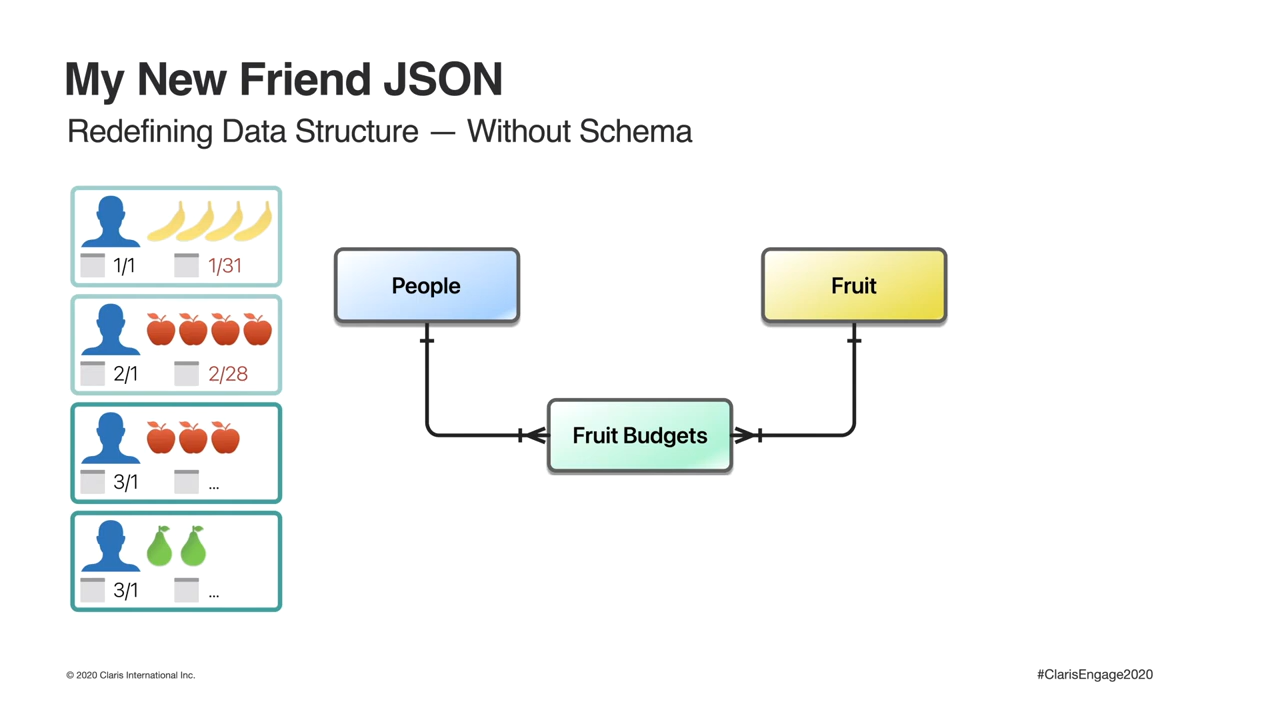 My New Friend JSON
Redefining Data Structure — Without Schema
1/1 1/31
2/1 2/28
3/1 ...
3/1 ...
People
Fruit
Fruit Budgets
© 2020 Claris International Inc.
#ClarisEngage2020